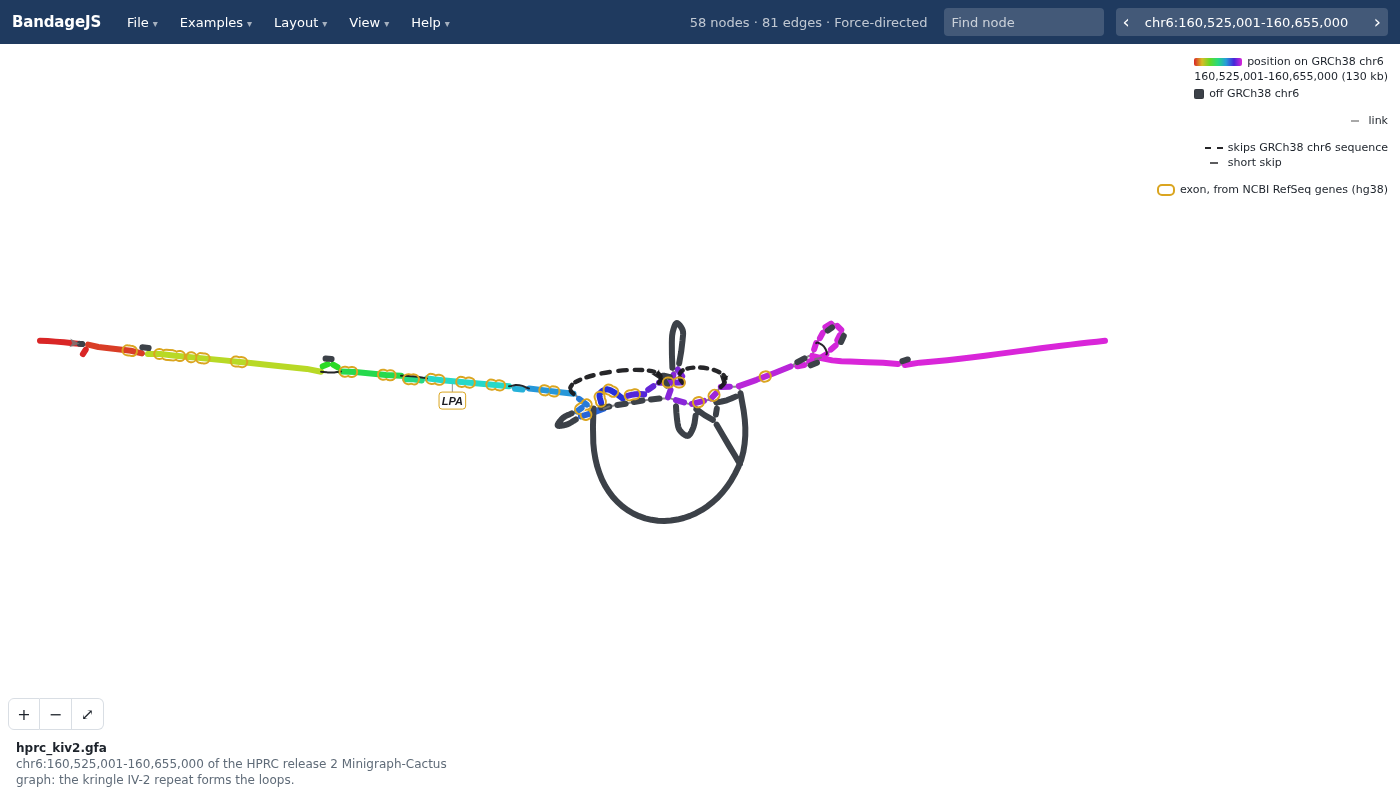 BandageJS
File ▾ Examples ▾ Layout ▾ View ▾ Help ▾
58 nodes · 81 edges · Force-directed
Find node
‹ chr6:160,525,001-160,655,000 ›
position on GRCh38 chr6
160,525,001-160,655,000 (130 kb)
off GRCh38 chr6
link
skips GRCh38 chr6 sequence
short skip
exon, from NCBI RefSeq genes (hg38)
LPA
+ − ⤢
hprc_kiv2.gfa
chr6:160,525,001-160,655,000 of the HPRC release 2 Minigraph-Cactus
graph: the kringle IV-2 repeat forms the loops.